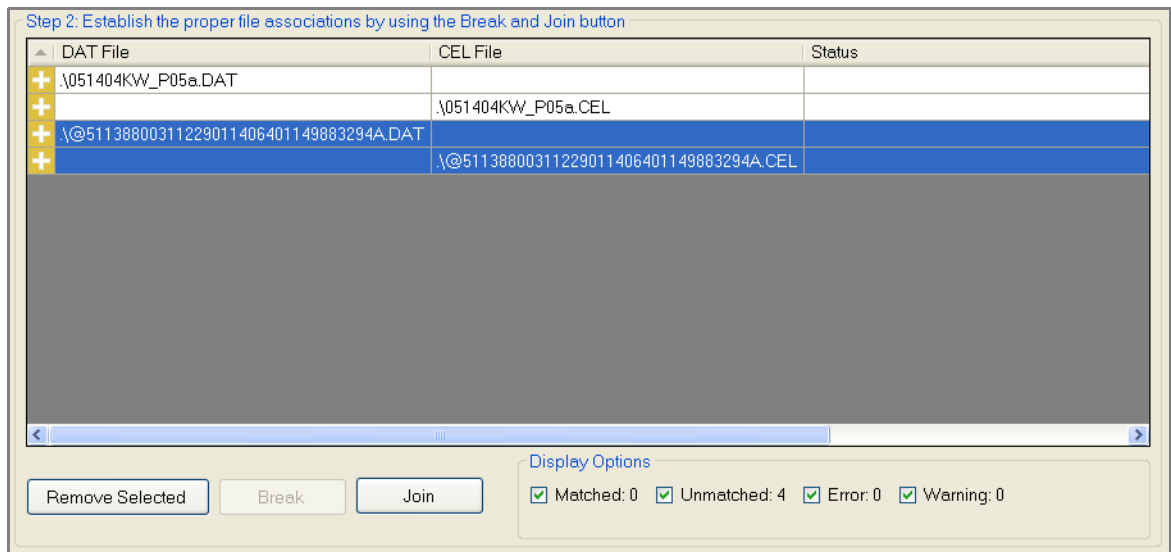 Step 2: Establish the proper file associations by using the Break and Join button
DAT File CEL File Status
.\051404KW_P05a.DAT
.\051404KW_P05a.CEL
.\@51138800311229011406401149883294A.DAT
.\@51138800311229011406401149883294A.CEL
Display Options
Remove Selected Break Join Matched: 0 Unmatched: 4 Error: 0 Warning: 0